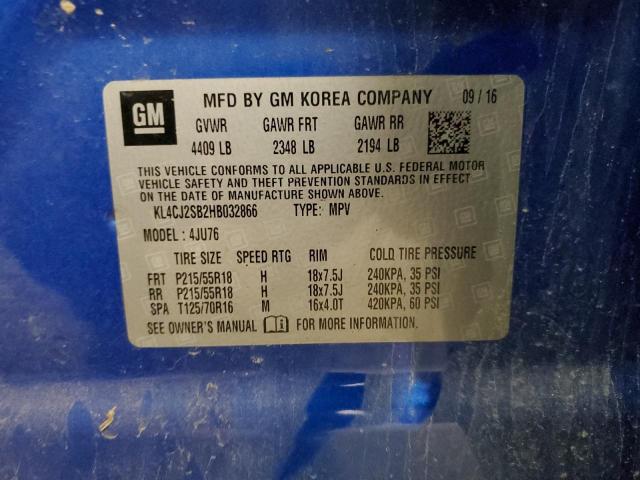 GM MFD BY GM KOREA COMPANY 09 / 16
GVWR GAWR FRT GAWR RR
4409 LB 2348 LB 2194 LB
THIS VEHICLE CONFORMS TO ALL APPLICABLE U.S. FEDERAL MOTOR
VEHICLE SAFETY AND THEFT PREVENTION STANDARDS IN EFFECT
ON THE DATE OF MANUFACTURE SHOWN ABOVE.
KL4CJ2SB2HB032866 TYPE: MPV
MODEL : 4JU76
TIRE SIZE SPEED RTG RIM COLD TIRE PRESSURE
FRT P215/55R18 H 18x7.5J 240KPA, 35 PSI
RR P215/55R18 H 18x7.5J 240KPA, 35 PSI
SPA T125/70R16 M 16x4.0T 420KPA, 60 PSI
SEE OWNER'S MANUAL FOR MORE INFORMATION.